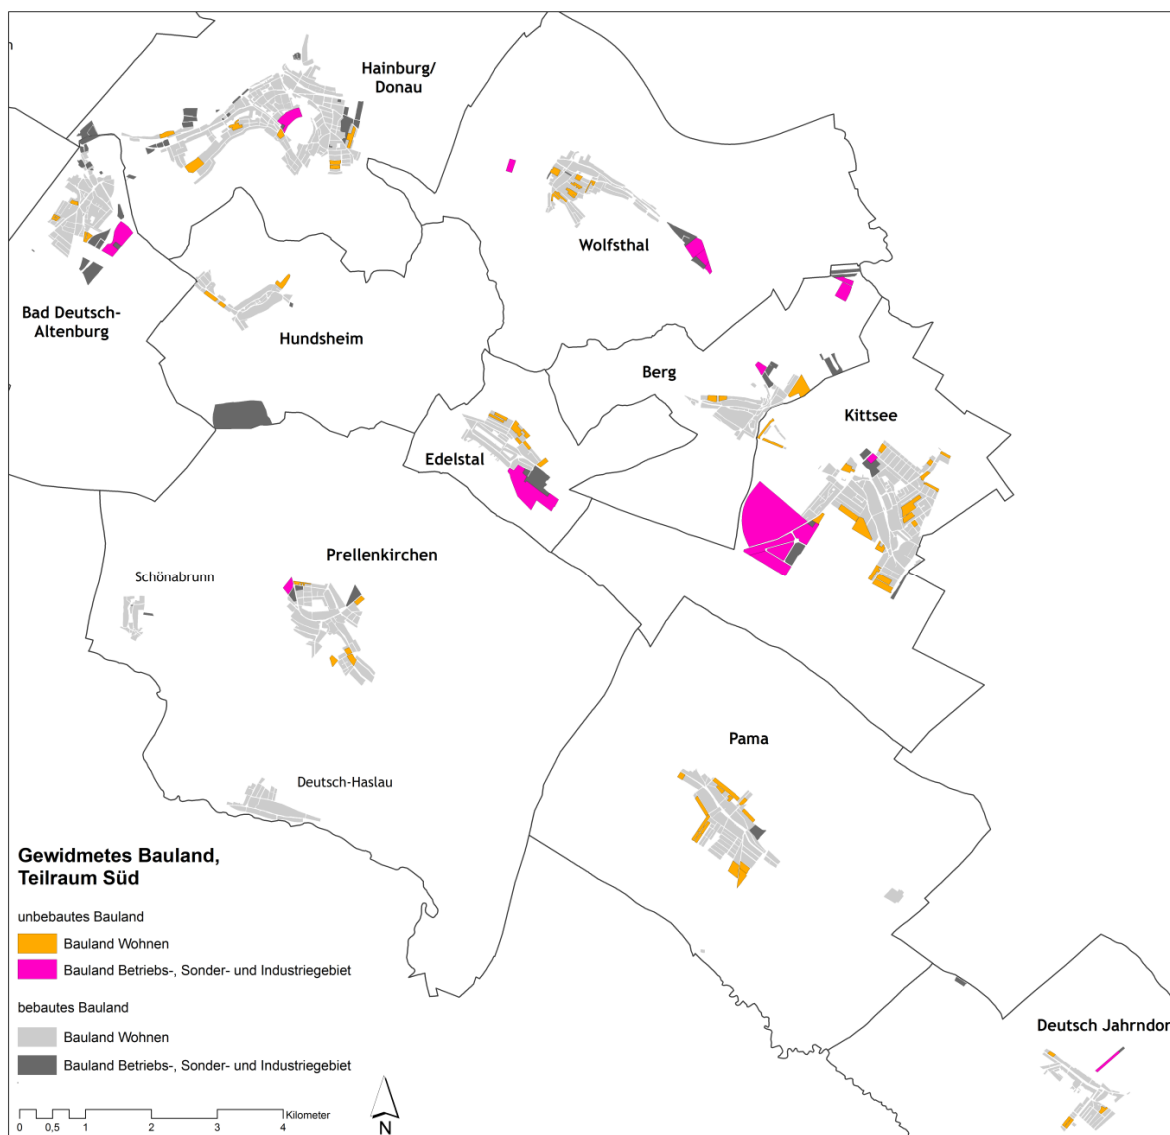 Hainburg/
Donau
Wolfsthal
Bad Deutsch-
Altenburg
Hundsheim
Berg
Kittsee
Edelstal
Prellenkirchen
Schönabrunn
Pama
Deutsch-Haslau
Gewidmetes Bauland,
Teilraum Süd
unbebautes Bauland
Bauland Wohnen
Bauland Betriebs-, Sonder- und Industriegebiet
bebautes Bauland
Bauland Wohnen
Bauland Betriebs-, Sonder- und Industriegebiet
Deutsch Jahrndor
Kilometer
0 0,5 1 2 3 4
N